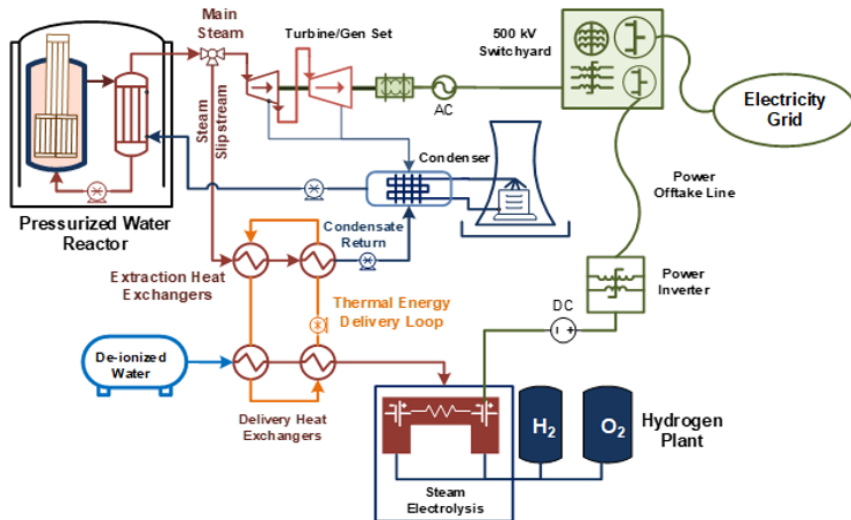 Main
Steam
Turbine/Gen Set
500 kV
Switchyard
Electricity
Grid
AC
Steam
Slipstream
Condenser
Power
Offtake Line
Pressurized Water
Reactor
Condensate
Return
Extraction Heat
Exchangers
Thermal Energy
Delivery Loop
Power
Inverter
DC
De-ionized
Water
Delivery Heat
Exchangers
H2
O2
Hydrogen
Plant
Steam
Electrolysis